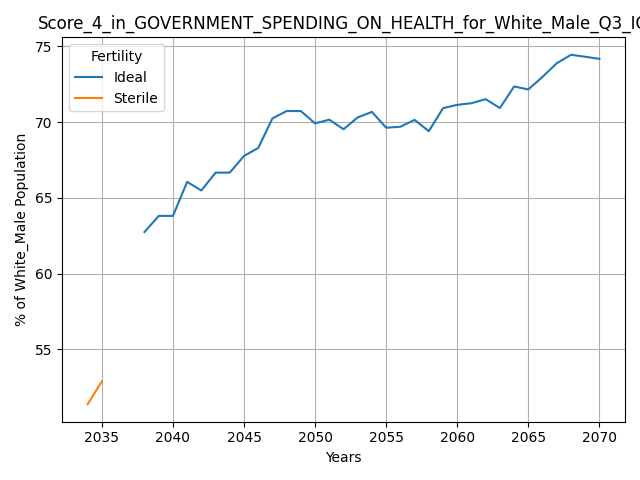 Score_4_in_GOVERNMENT_SPENDING_ON_HEALTH_for_White_Male_Q3_IQ
75
70
65
60
55
% of White_Male Population
Fertility
Ideal
Sterile
2035 2040 2045 2050 2055 2060 2065 2070
Years